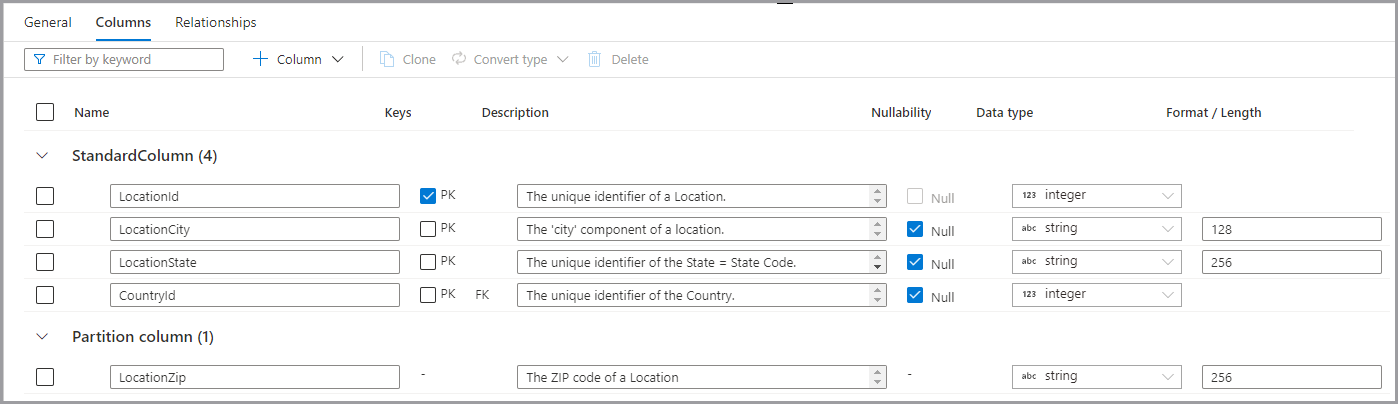 General Columns Relationships
Filter by keyword + Column Clone Convert type Delete
Name Keys Description Nullability Data type Format / Length
StandardColumn (4)
LocationId PK The unique identifier of a Location. Null 123 integer
LocationCity PK The 'city' component of a location. Null abc string 128
LocationState PK The unique identifier of the State = State Code. Null abc string 256
CountryId PK FK The unique identifier of the Country. Null 123 integer
Partition column (1)
LocationZip - The ZIP code of a Location - abc string 256